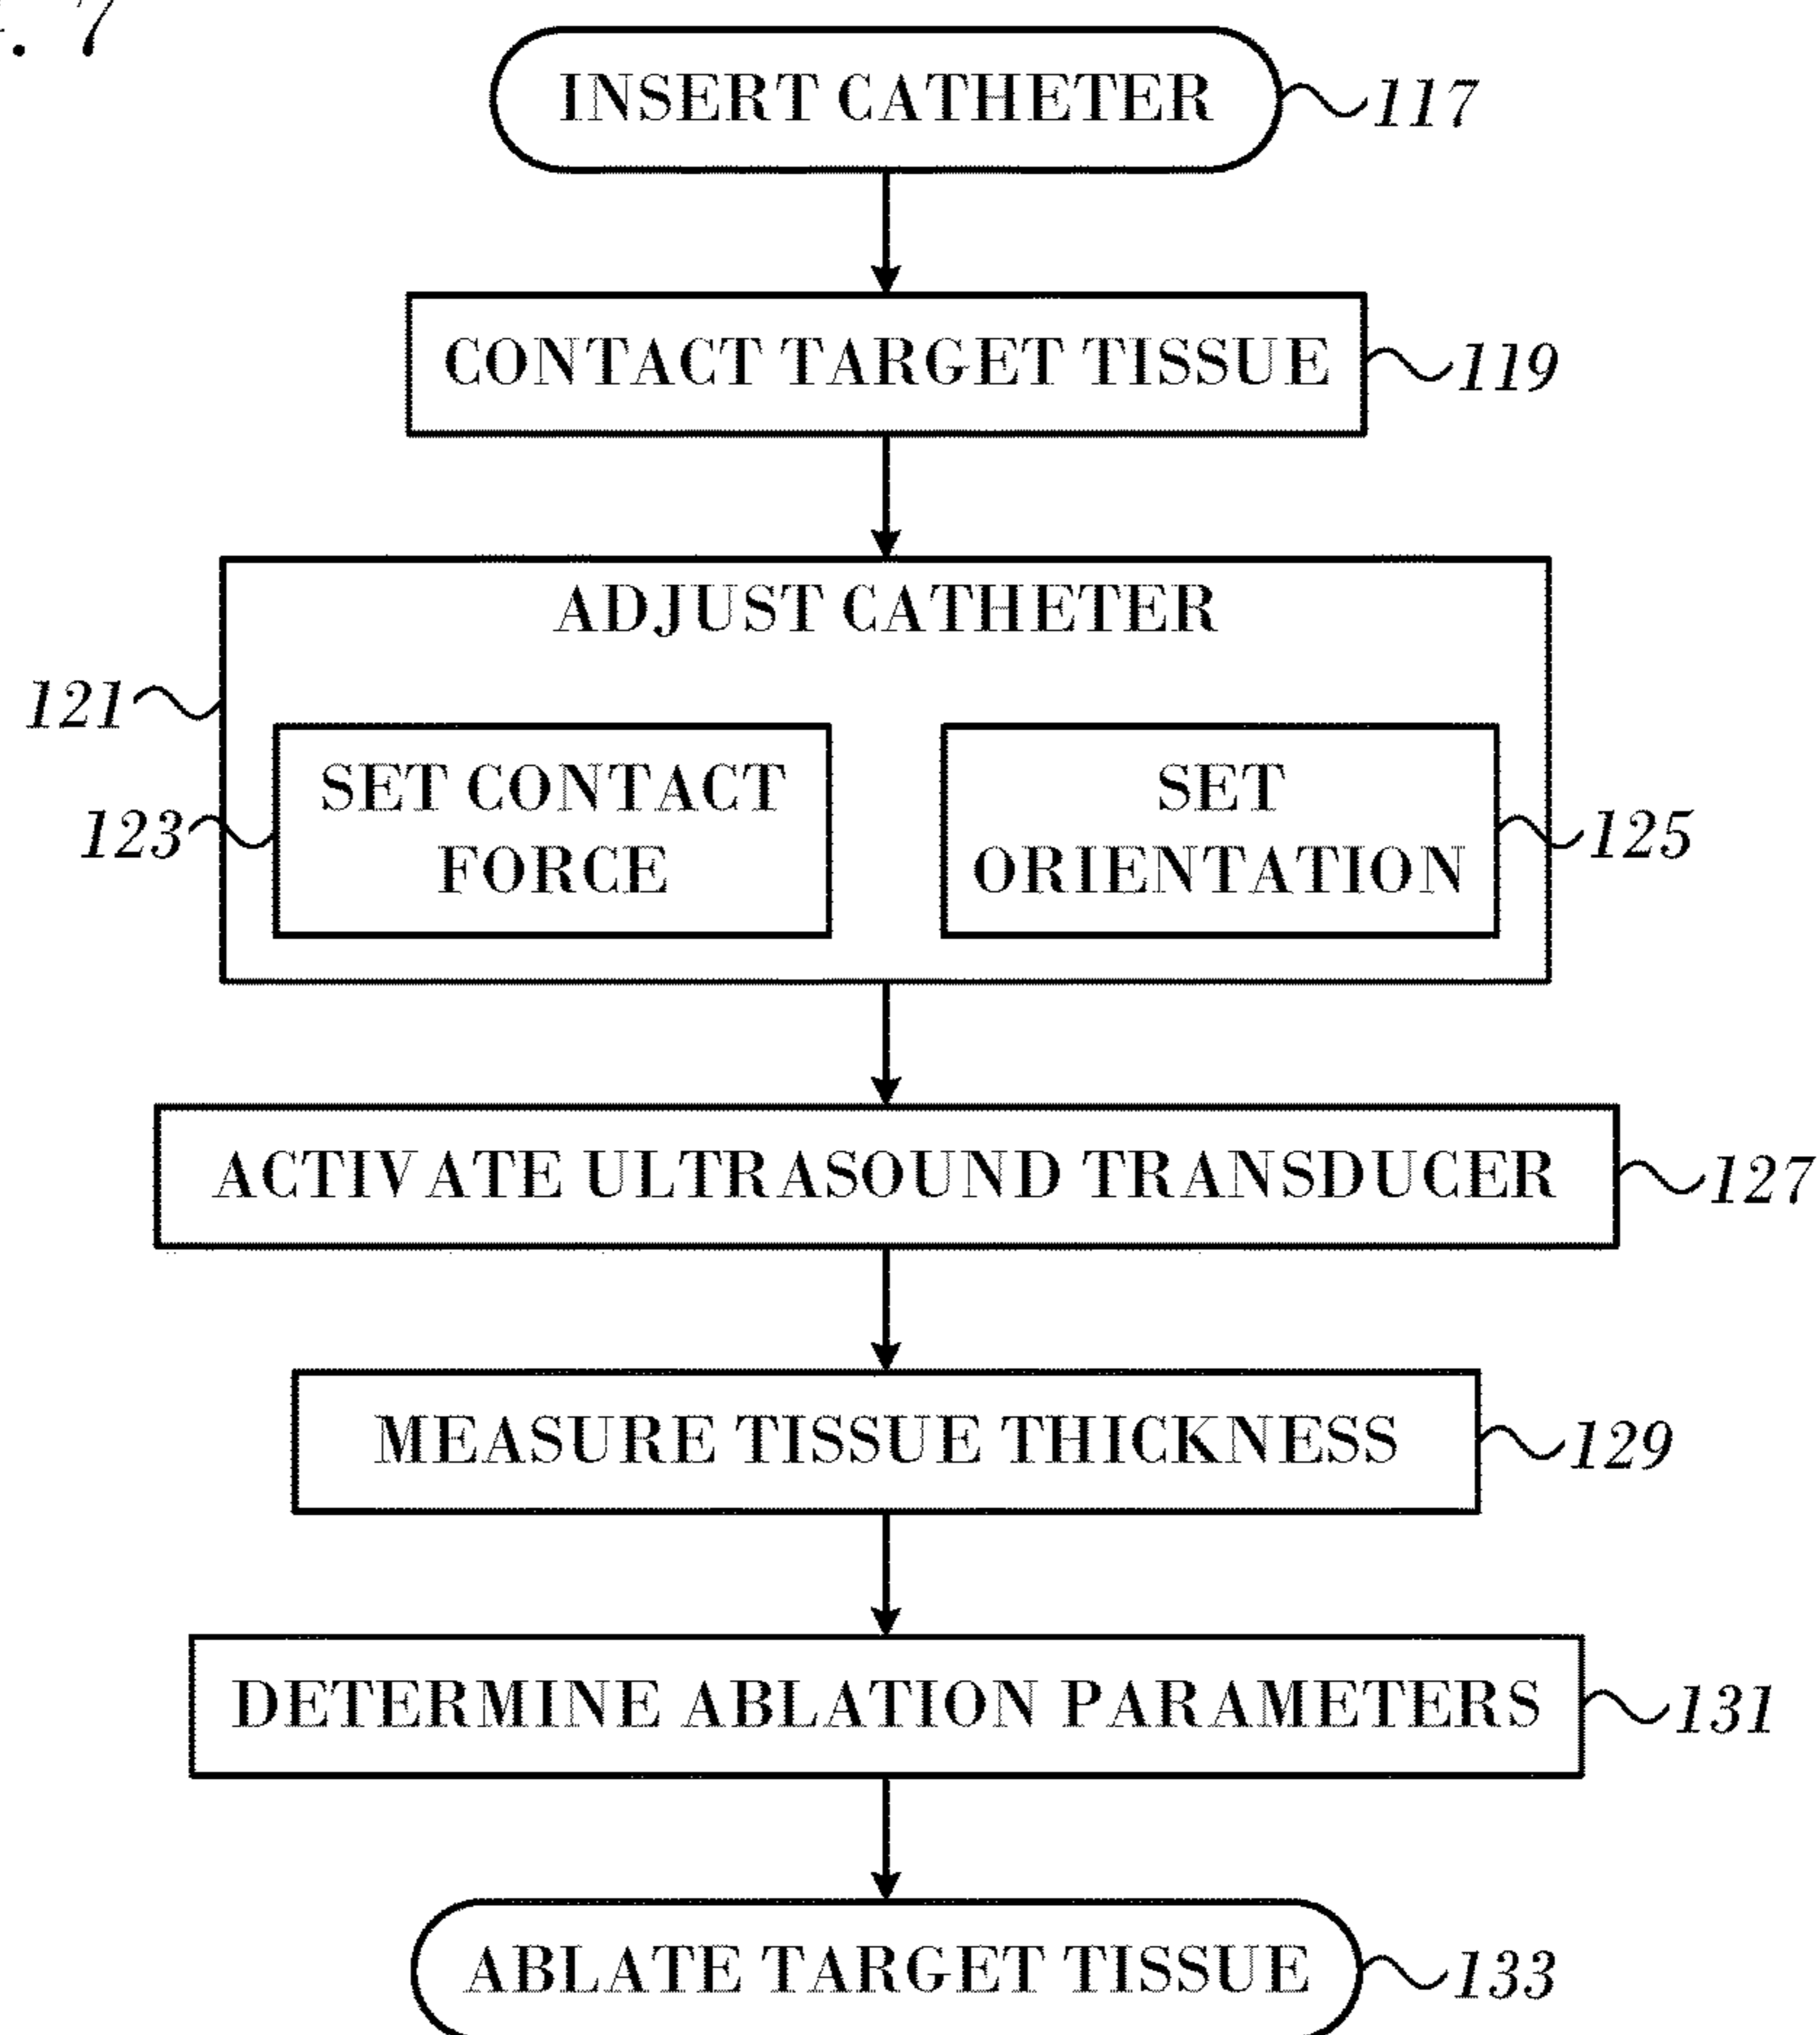 . 7
INSERT CATHETER
117
CONTACT TARGET TISSUE
119
ADJUST CATHETER
121
SET CONTACT
FORCE
123
SET
ORIENTATION
125
ACTIVATE ULTRASOUND TRANSDUCER
127
MEASURE TISSUE THICKNESS
129
DETERMINE ABLATION PARAMETERS
131
ABLATE TARGET TISSUE
133